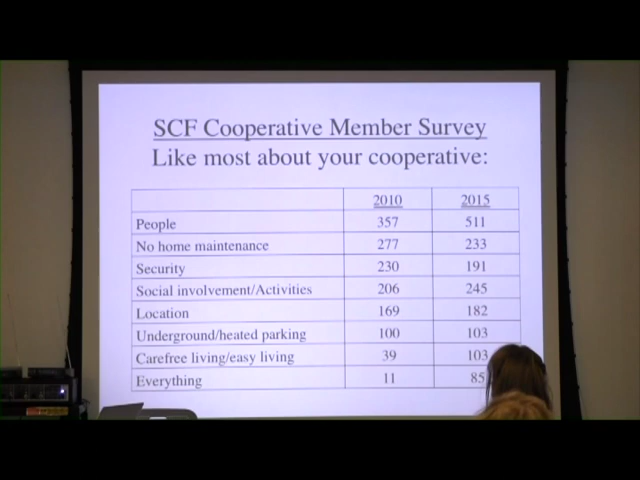 SCF Cooperative Member Survey
Like most about your cooperative:
2010 2015
People 357 511
No home maintenance 277 233
Security 230 191
Social involvement/Activities 206 245
Location 169 182
Underground/heated parking 100 103
Carefree living/easy living 39 103
Everything 11 85